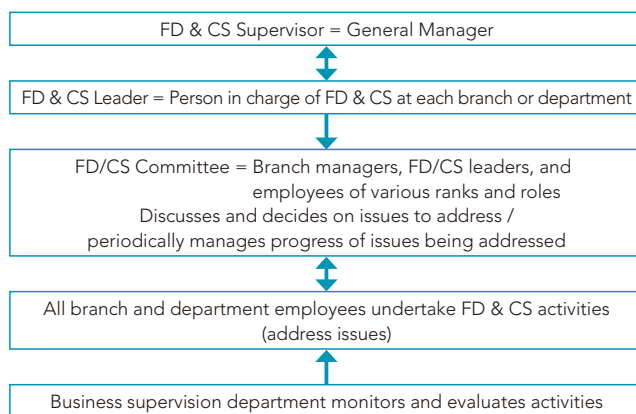 FD & CS Supervisor = General Manager
FD & CS Leader = Person in charge of FD & CS at each branch or department
FD/CS Committee = Branch managers, FD/CS leaders, and
employees of various ranks and roles
Discusses and decides on issues to address /
periodically manages progress of issues being addressed
All branch and department employees undertake FD & CS activities
(address issues)
Business supervision department monitors and evaluates activities